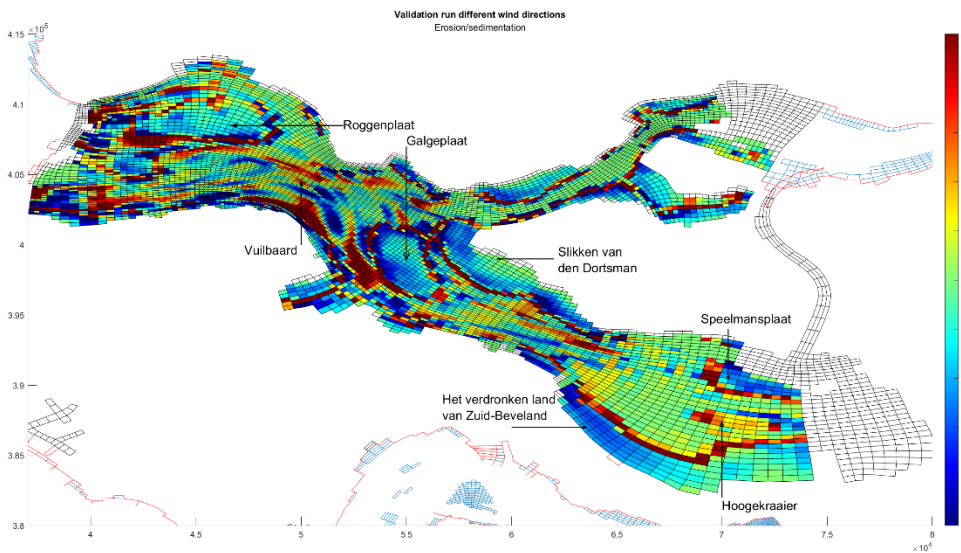 Validation run different wind directions
Erosion/sedimentation
×10⁵
4.15
4.1
4.05
4
3.95
3.9
3.85
3.8
Roggenplaat
Galgeplaat
Vuilbaard
Slikken van
den Dortsman
Speelmansplaat
Het verdronken land
van Zuid-Beveland
Hoogekraaier
4
4.5
5
5.5
6
6.5
7
7.5
8
×10⁴